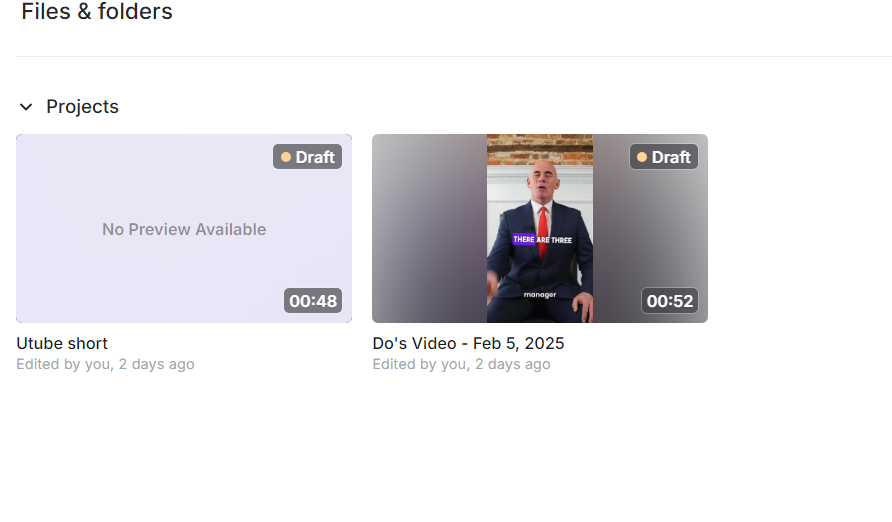 Files & folders
Projects
Draft
No Preview Available
00:48
Utube short
Edited by you, 2 days ago
Draft
THERE ARE THREE
manager
00:52
Do's Video - Feb 5, 2025
Edited by you, 2 days ago